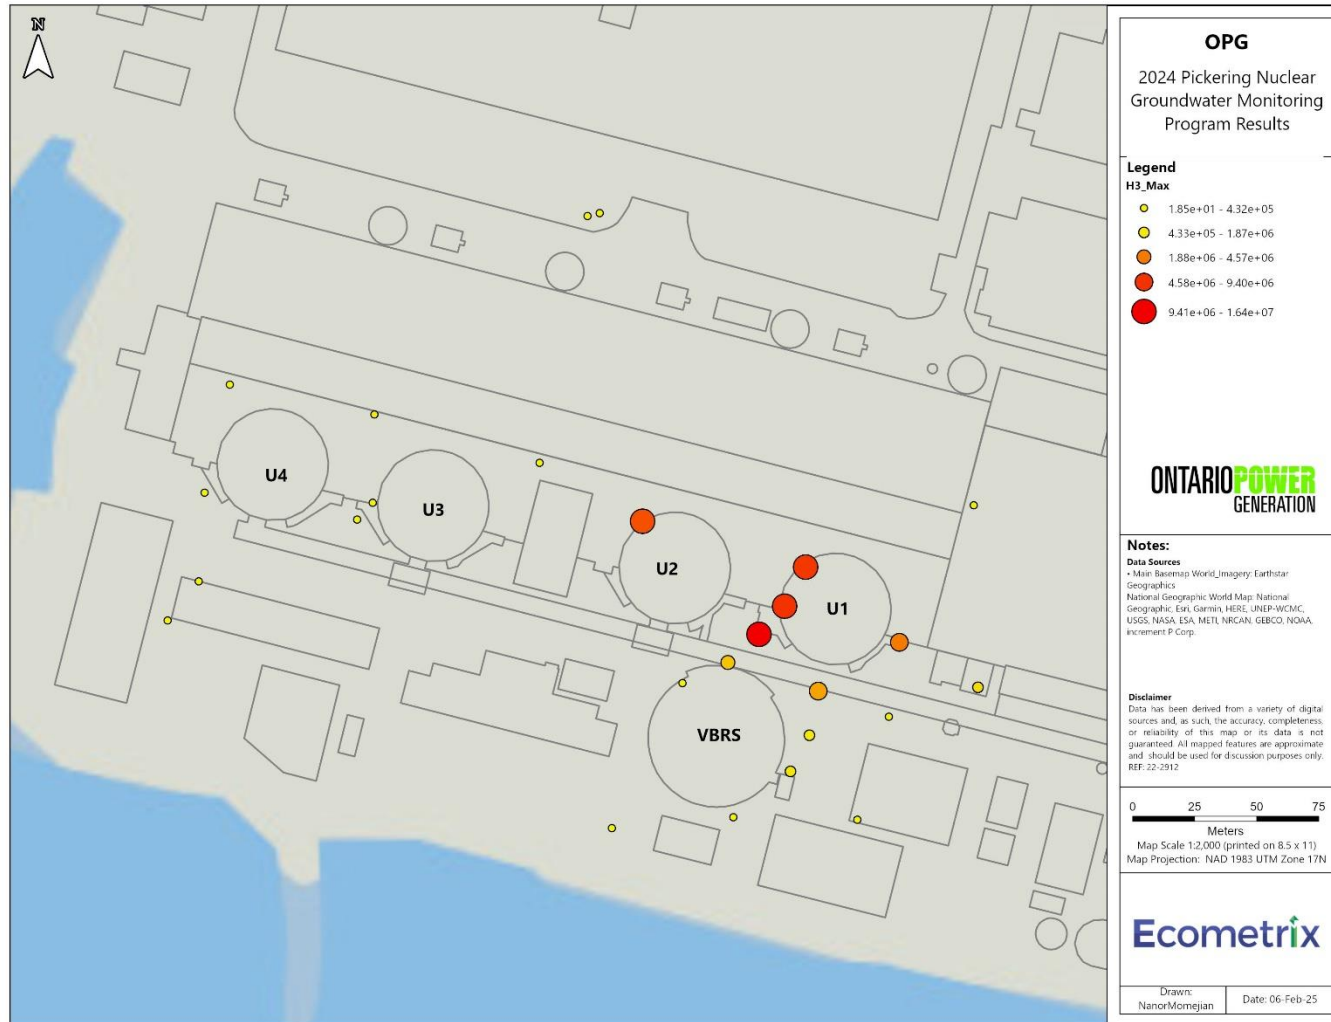 N
U4
U3
U2
U1
VBRS
OPG
2024 Pickering Nuclear
Groundwater Monitoring
Program Results
Legend
H3_Max
1.85e+01 - 4.32e+05
4.33e+05 - 1.87e+06
1.88e+06 - 4.57e+06
4.58e+06 - 9.40e+06
9.41e+06 - 1.64e+07
ONTARIOPOWER
GENERATION
Notes:
Data Sources
• Main Basemap World_Imagery: Earthstar
Geographics
National Geographic World Map: National
Geographic, Esri, Garmin, HERE, UNEP-WCMC,
USGS, NASA, ESA, METI, NRCAN, GEBCO, NOAA,
increment P Corp.
Disclaimer
Data has been derived from a variety of digital
sources and, as such, the accuracy, completeness,
or reliability of this map or its data is not
guaranteed. All mapped features are approximate
and should be used for discussion purposes only.
REF: 22-2912
0 25 50 75
Meters
Map Scale 1:2,000 (printed on 8.5 x 11)
Map Projection: NAD 1983 UTM Zone 17N
Ecometrix
Drawn:
NanorMomejian
Date: 06-Feb-25